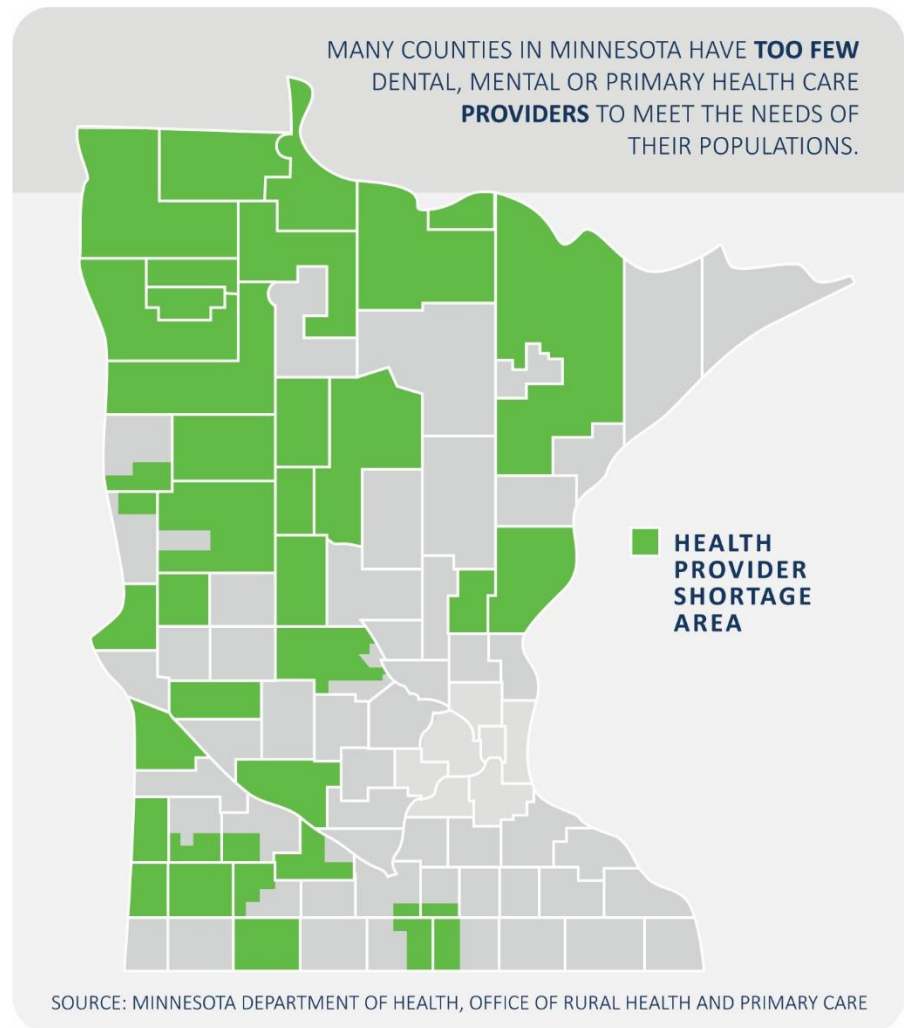 MANY COUNTIES IN MINNESOTA HAVE TOO FEW
DENTAL, MENTAL OR PRIMARY HEALTH CARE
PROVIDERS TO MEET THE NEEDS OF
THEIR POPULATIONS.
HEALTH
PROVIDER
SHORTAGE
AREA
SOURCE: MINNESOTA DEPARTMENT OF HEALTH, OFFICE OF RURAL HEALTH AND PRIMARY CARE